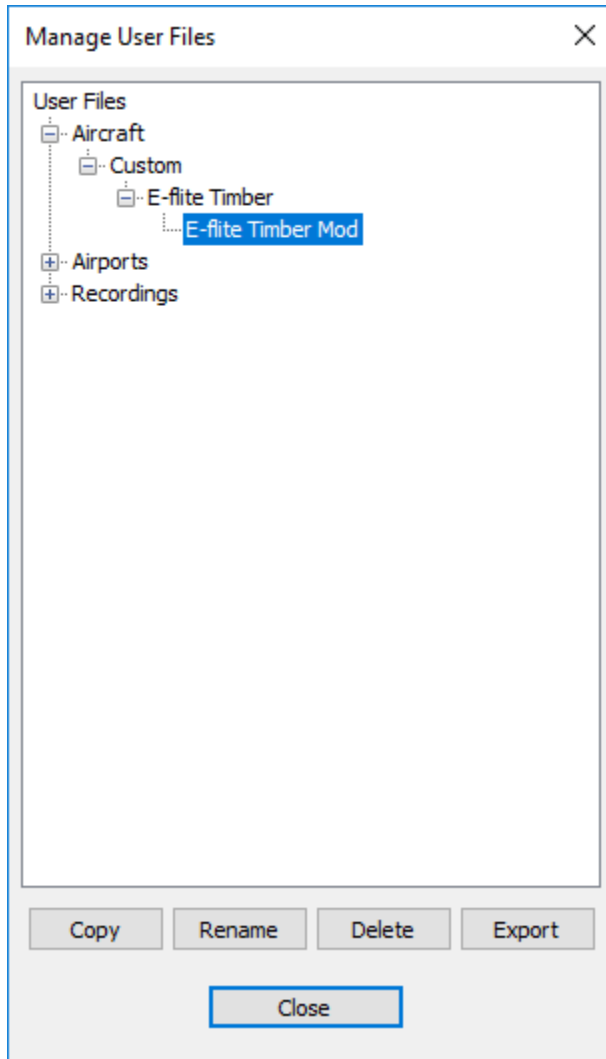 Manage User Files
User Files
Aircraft
Custom
E-flite Timber
E-flite Timber Mod
Airports
Recordings
Copy Rename Delete Export
Close